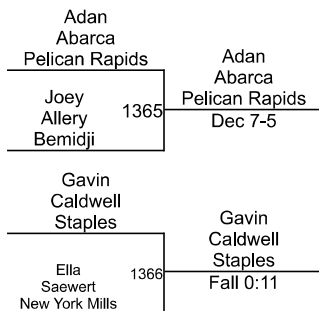 Adan
Abarca
Pelican Rapids
Joey
Allery
Bemidji
1365
Adan
Abarca
Pelican Rapids
Dec 7-5
Gavin
Caldwell
Staples
Ella
Saewert
New York Mills
1366
Gavin
Caldwell
Staples
Fall 0:11